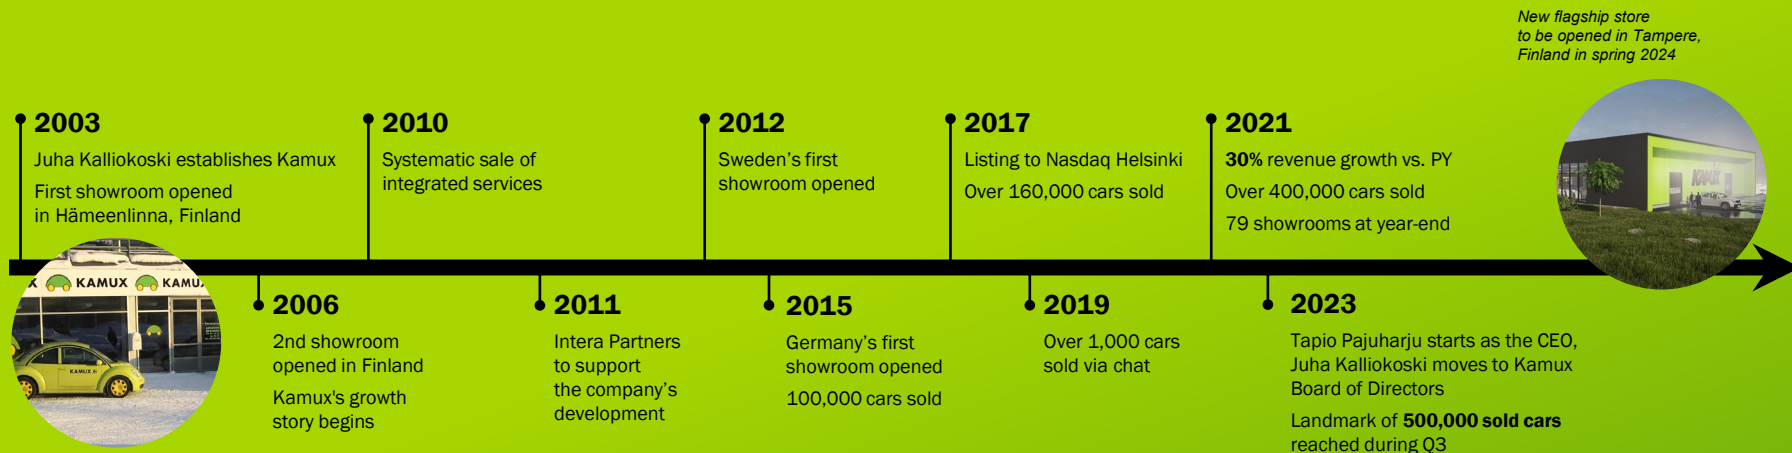 New flagship store
to be opened in Tampere,
Finland in spring 2024
2003
Juha Kalliokoski establishes Kamux
First showroom opened
in Hämeenlinna, Finland
2010
Systematic sale of
integrated services
2012
Sweden’s first
showroom opened
2017
Listing to Nasdaq Helsinki
Over 160,000 cars sold
2021
30% revenue growth vs. PY
Over 400,000 cars sold
79 showrooms at year-end
KAMUX
X KAMUX KAMU
KAMUX.fi
2006
2nd showroom
opened in Finland
Kamux's growth
story begins
2011
Intera Partners
to support
the company’s
development
2015
Germany’s first
showroom opened
100,000 cars sold
2019
Over 1,000 cars
sold via chat
2023
Tapio Pajuharju starts as the CEO,
Juha Kalliokoski moves to Kamux
Board of Directors
Landmark of 500,000 sold cars
reached during Q3